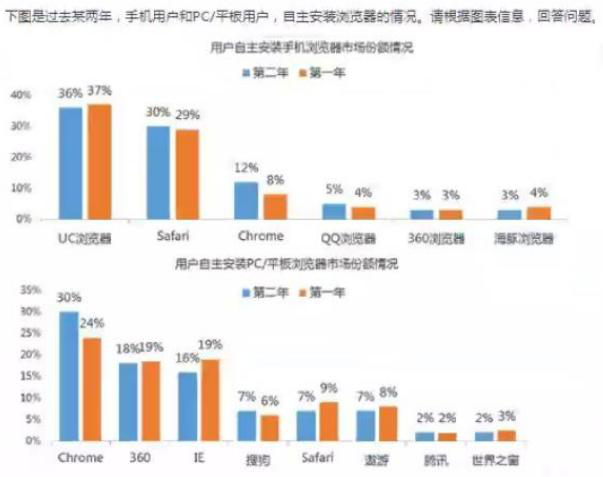 下图是过去某两年，手机用户和PC/平板用户，自主安装浏览器的情况。请根据图表信息，回答问题。
用户自主安装手机浏览器市场份额情况
第二年 第一年
40%
30%
20%
10%
0%
36% 37% 30% 29% 12% 8% 5% 4% 3% 3% 3% 4%
UC浏览器 Safari Chrome QQ浏览器 360浏览器 海豚浏览器
用户自主安装PC/平板浏览器市场份额情况
第二年 第一年
35%
30%
25%
20%
15%
10%
5%
0%
30% 24% 18% 19% 16% 19% 7% 6% 7% 9% 7% 8% 2% 2% 2% 3%
Chrome 360 IE 搜狗 Safari 遨游 腾讯 世界之窗